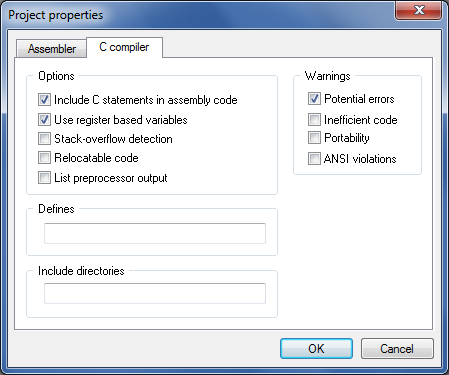 Project properties
Assembler
C compiler
Options
Include C statements in assembly code
Use register based variables
Stack-overflow detection
Relocatable code
List preprocessor output
Warnings
Potential errors
Inefficient code
Portability
ANSI violations
Defines
Include directories
OK
Cancel